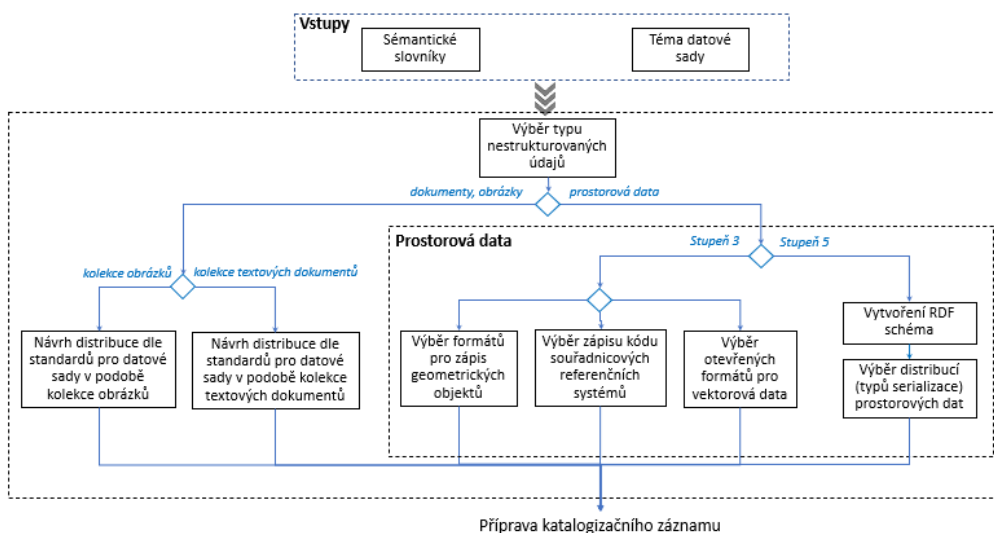 Vstupy
Sémantické
slovníky
Téma datové
sady
Výběr typu
nestrukturovaných
údajů
dokumenty, obrázky
prostorová data
Prostorová data
Stupeň 3
Stupeň 5
kolekce obrázků
kolekce textových dokumentů
Návrh distribuce dle
standardů pro datové
sady v podobě
kolekce obrázků
Návrh distribuce dle
standardů pro datové
sady v podobě kolekce
textových dokumentů
Výběr formátů
pro zápis
geometrických
objektů
Výběr zápisu kódu
souřadnicových
referenčních
systémů
Výběr
otevřených
formátů pro
vektorová data
Vytvoření RDF
schéma
Výběr distribucí
(typů serializace)
prostorových dat
Příprava katalogizačního záznamu